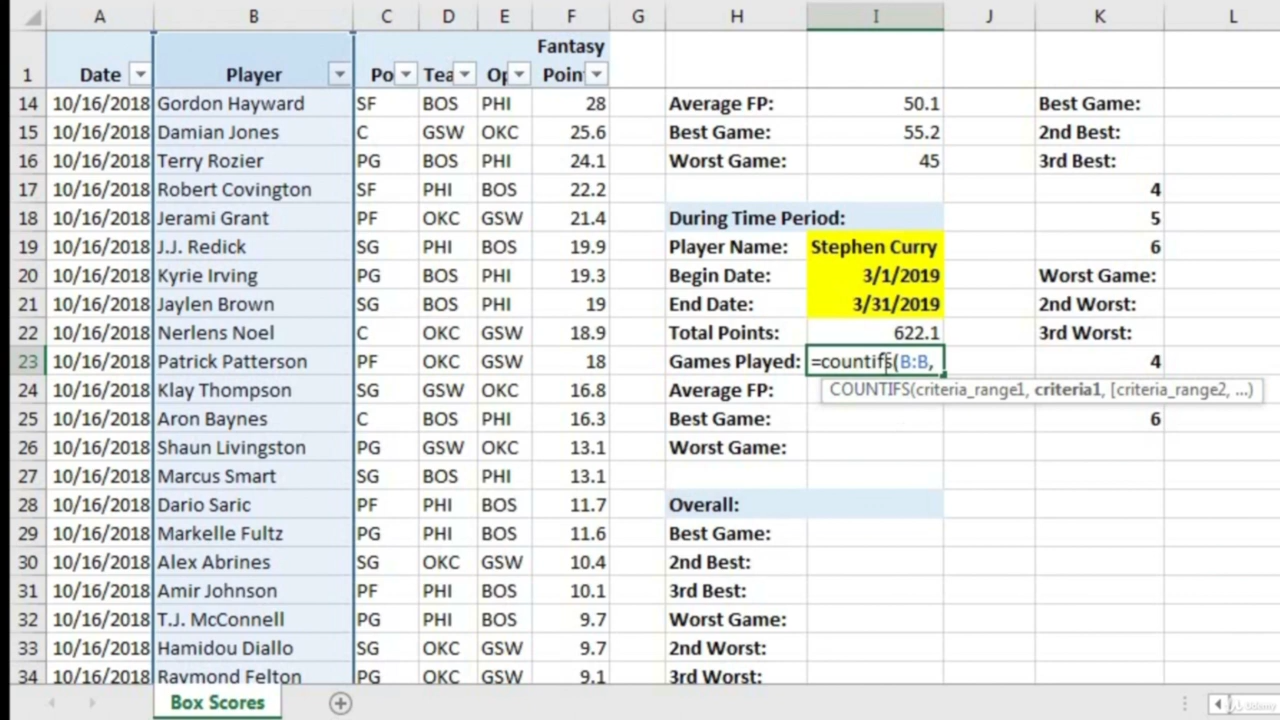 A B C D E F G H I J K L
Fantasy
1 Date Player Po Tea Op Poin
14 10/16/2018 Gordon Hayward SF BOS PHI 28 Average FP: 50.1 Best Game:
15 10/16/2018 Damian Jones C GSW OKC 25.6 Best Game: 55.2 2nd Best:
16 10/16/2018 Terry Rozier PG BOS PHI 24.1 Worst Game: 45 3rd Best:
17 10/16/2018 Robert Covington SF PHI BOS 22.2 4
18 10/16/2018 Jerami Grant PF OKC GSW 21.4 During Time Period: 5
19 10/16/2018 J.J. Redick SG PHI BOS 19.9 Player Name: Stephen Curry 6
20 10/16/2018 Kyrie Irving PG BOS PHI 19.3 Begin Date: 3/1/2019 Worst Game:
21 10/16/2018 Jaylen Brown SG BOS PHI 19 End Date: 3/31/2019 2nd Worst:
22 10/16/2018 Nerlens Noel C OKC GSW 18.9 Total Points: 622.1 3rd Worst:
23 10/16/2018 Patrick Patterson PF OKC GSW 18 Games Played: =countifs(B:B, 4
24 10/16/2018 Klay Thompson SG GSW OKC 16.8 Average FP: COUNTIFS(criteria_range1, criteria1, [criteria_range2, ...)
25 10/16/2018 Aron Baynes C BOS PHI 16.3 Best Game: 6
26 10/16/2018 Shaun Livingston PG GSW OKC 13.1 Worst Game:
27 10/16/2018 Marcus Smart SG BOS PHI 13.1
28 10/16/2018 Dario Saric PF PHI BOS 11.7 Overall:
29 10/16/2018 Markelle Fultz PG PHI BOS 11.6 Best Game:
30 10/16/2018 Alex Abrines SG OKC GSW 10.4 2nd Best:
31 10/16/2018 Amir Johnson PF PHI BOS 10.1 3rd Best:
32 10/16/2018 T.J. McConnell PG PHI BOS 9.7 Worst Game:
33 10/16/2018 Hamidou Diallo SG OKC GSW 9.7 2nd Worst:
34 10/16/2018 Raymond Felton PG OKC GSW 9.1 3rd Worst:
Box Scores
Udemy